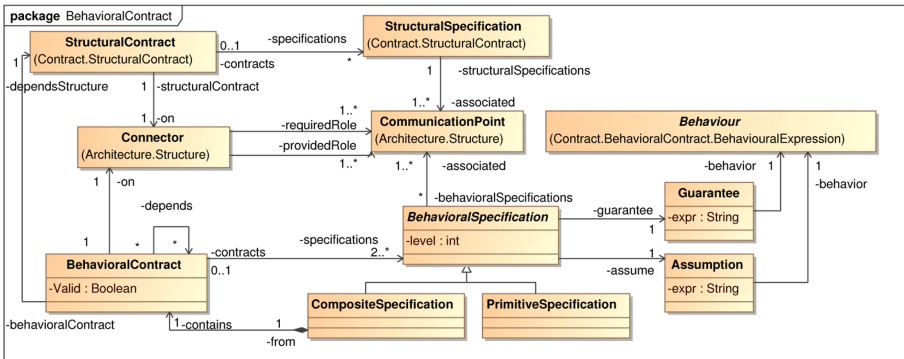 package BehavioralContract
StructuralContract
(Contract.StructuralContract)
0..1
-specifications
-contracts
*
StructuralSpecification
(Contract.StructuralContract)
1
-dependsStructure
1
-structuralContract
1
-structuralSpecifications
1
-on
1..*
1..*
-associated
Connector
(Architecture.Structure)
-requiredRole
-providedRole
1..*
CommunicationPoint
(Architecture.Structure)
Behaviour
(Contract.BehavioralContract.BehaviouralExpression)
1
-on
1..*
-associated
-behavior
1
1
-behavior
-depends
*
-behavioralSpecifications
Guarantee
-expr : String
1
*
*
-specifications
2..*
BehavioralSpecification
-level : int
-guarantee
1
-contracts
0..1
BehavioralContract
-Valid : Boolean
1
-assume
Assumption
-expr : String
CompositeSpecification
PrimitiveSpecification
-behavioralContract
1
-contains
1
-from